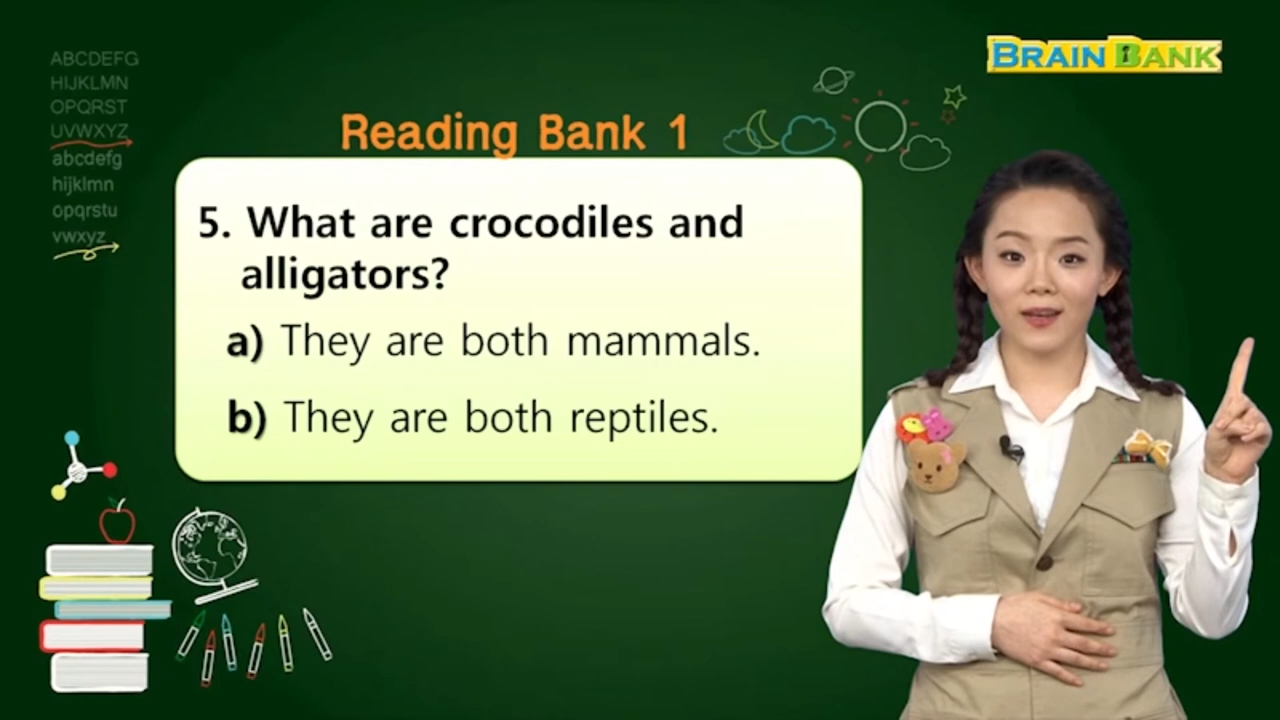 ABCDEFG
HIJKLMN
OPQRST
UVWXYZ
abcdefg
hijklmn
opqrstu
vwxyz
BRAIN BANK
Reading Bank 1
5. What are crocodiles and
alligators?
a) They are both mammals.
b) They are both reptiles.